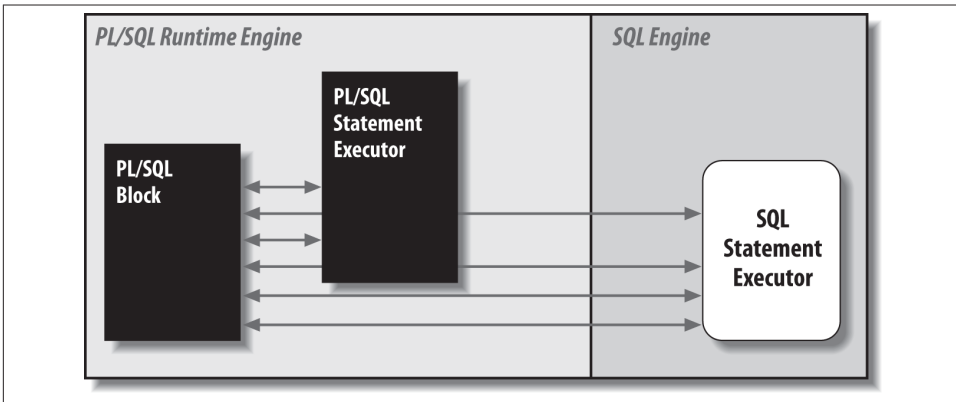 PL/SQL Runtime Engine
SQL Engine
PL/SQL
Statement
Executor
PL/SQL
Block
SQL
Statement
Executor